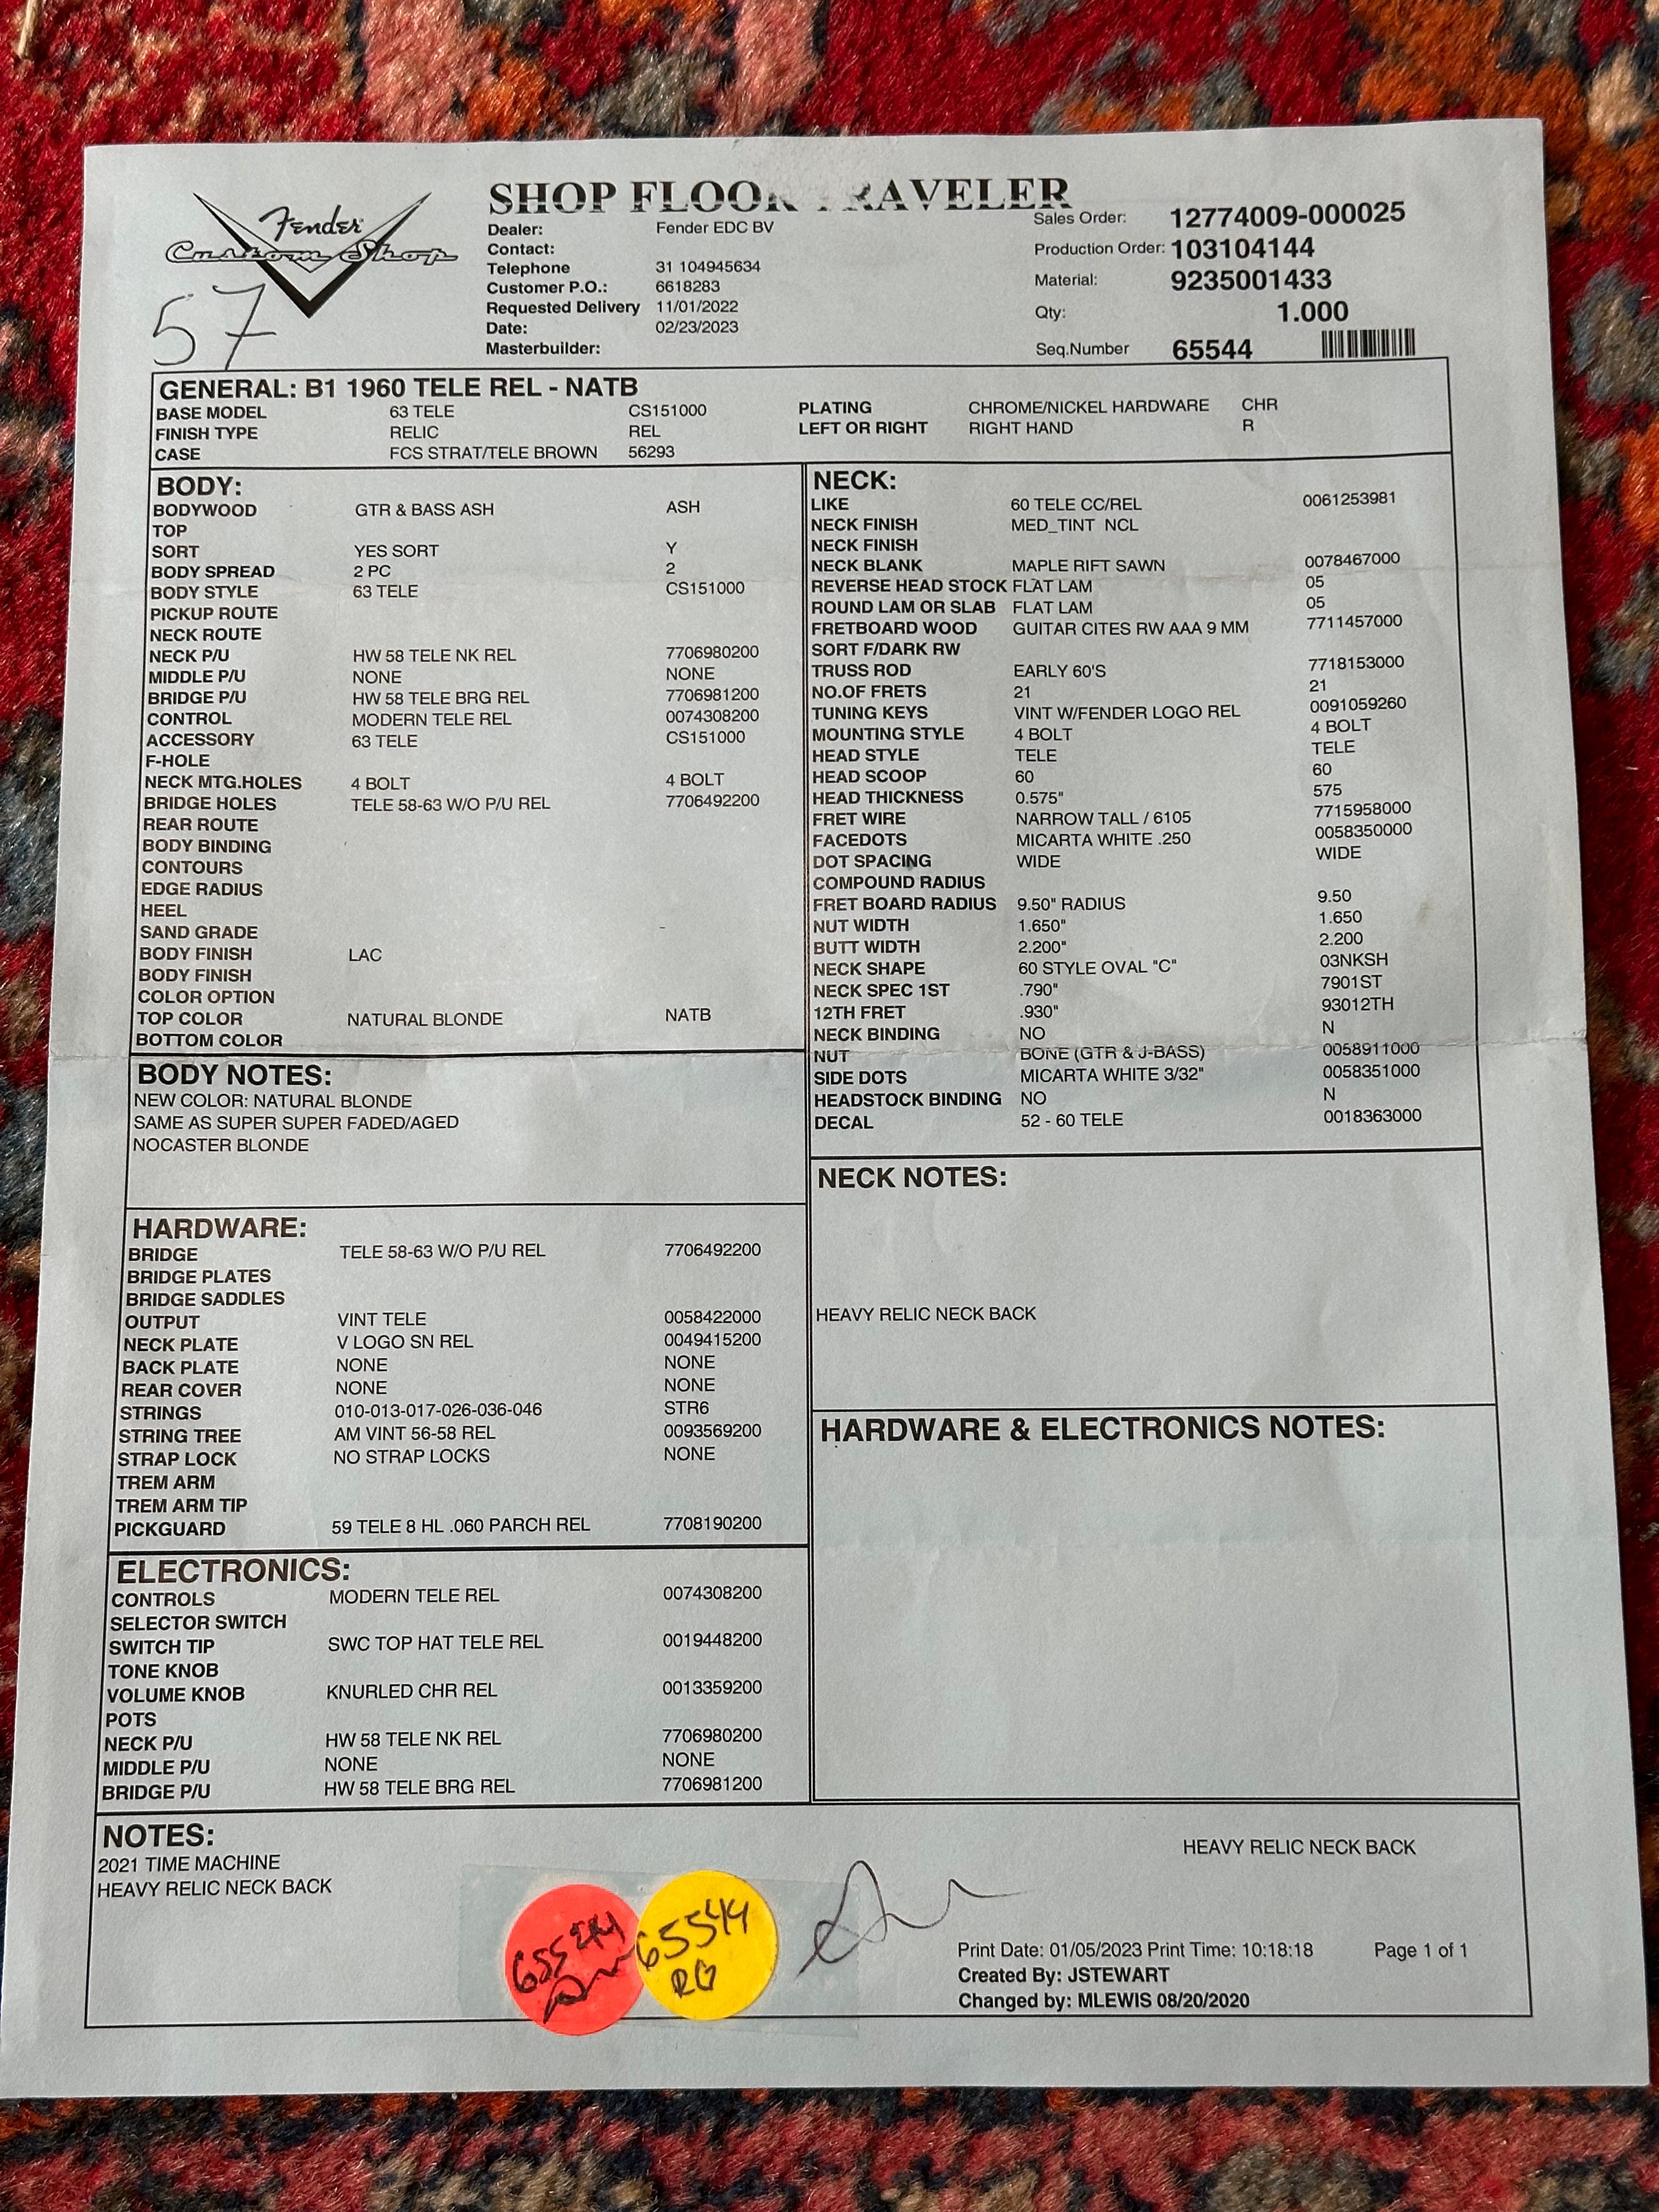 SHOP FLOOR TRAVELER
Fender
Custom Shop
57
Dealer: Fender EDC BV
Contact:
Telephone 31 104945634
Customer P.O.: 6618283
Requested Delivery 11/01/2022
Date: 02/23/2023
Masterbuilder:
Sales Order: 12774009-000025
Production Order: 103104144
Material: 9235001433
Qty: 1.000
Seq.Number 65544
GENERAL: B1 1960 TELE REL - NATB
BASE MODEL 63 TELE CS151000
FINISH TYPE RELIC REL
CASE FCS STRAT/TELE BROWN 56293
PLATING CHROME/NICKEL HARDWARE CHR
LEFT OR RIGHT RIGHT HAND R
BODY:
BODYWOOD GTR & BASS ASH ASH
TOP
SORT YES SORT Y
BODY SPREAD 2 PC 2
BODY STYLE 63 TELE CS151000
PICKUP ROUTE
NECK ROUTE
NECK P/U HW 58 TELE NK REL 7706980200
MIDDLE P/U NONE NONE
BRIDGE P/U HW 58 TELE BRG REL 7706981200
CONTROL MODERN TELE REL 0074308200
ACCESSORY 63 TELE CS151000
F-HOLE
NECK MTG.HOLES 4 BOLT 4 BOLT
BRIDGE HOLES TELE 58-63 W/O P/U REL 7706492200
REAR ROUTE
BODY BINDING
CONTOURS
EDGE RADIUS
HEEL
SAND GRADE
BODY FINISH LAC
BODY FINISH
COLOR OPTION
TOP COLOR NATURAL BLONDE NATB
BOTTOM COLOR
BODY NOTES:
NEW COLOR: NATURAL BLONDE
SAME AS SUPER SUPER FADED/AGED
NOCASTER BLONDE
HARDWARE:
BRIDGE TELE 58-63 W/O P/U REL 7706492200
BRIDGE PLATES
BRIDGE SADDLES
OUTPUT VINT TELE 0058422000
NECK PLATE V LOGO SN REL 0049415200
BACK PLATE NONE NONE
REAR COVER NONE NONE
STRINGS 010-013-017-026-036-046 STR6
STRING TREE AM VINT 56-58 REL 0093569200
STRAP LOCK NO STRAP LOCKS NONE
TREM ARM
TREM ARM TIP
PICKGUARD 59 TELE 8 HL .060 PARCH REL 7708190200
ELECTRONICS:
CONTROLS MODERN TELE REL 0074308200
SELECTOR SWITCH
SWITCH TIP SWC TOP HAT TELE REL 0019448200
TONE KNOB
VOLUME KNOB KNURLED CHR REL 0013359200
POTS
NECK P/U HW 58 TELE NK REL 7706980200
MIDDLE P/U NONE NONE
BRIDGE P/U HW 58 TELE BRG REL 7706981200
NECK:
LIKE 60 TELE CC/REL 0061253981
NECK FINISH MED_TINT NCL
NECK FINISH
NECK BLANK MAPLE RIFT SAWN 0078467000
REVERSE HEAD STOCK FLAT LAM 05
ROUND LAM OR SLAB FLAT LAM 05
FRETBOARD WOOD GUITAR CITES RW AAA 9 MM 7711457000
SORT F/DARK RW
TRUSS ROD EARLY 60'S 7718153000
NO.OF FRETS 21 21
TUNING KEYS VINT W/FENDER LOGO REL 0091059260
MOUNTING STYLE 4 BOLT 4 BOLT
HEAD STYLE TELE TELE
HEAD SCOOP 60 60
HEAD THICKNESS 0.575" 575
FRET WIRE NARROW TALL / 6105 7715958000
FACEDOTS MICARTA WHITE .250 0058350000
DOT SPACING WIDE WIDE
COMPOUND RADIUS
FRET BOARD RADIUS 9.50" RADIUS 9.50
NUT WIDTH 1.650" 1.650
BUTT WIDTH 2.200" 2.200
NECK SHAPE 60 STYLE OVAL "C" 03NKSH
NECK SPEC 1ST .790" 7901ST
12TH FRET .930" 93012TH
NECK BINDING NO N
NUT BONE (GTR & J-BASS) 0058911000
SIDE DOTS MICARTA WHITE 3/32" 0058351000
HEADSTOCK BINDING NO N
DECAL 52 - 60 TELE 0018363000
NECK NOTES:
HEAVY RELIC NECK BACK
HARDWARE & ELECTRONICS NOTES:
NOTES:
2021 TIME MACHINE
HEAVY RELIC NECK BACK
HEAVY RELIC NECK BACK
65544
65544
RG
Print Date: 01/05/2023 Print Time: 10:18:18 Page 1 of 1
Created By: JSTEWART
Changed by: MLEWIS 08/20/2020